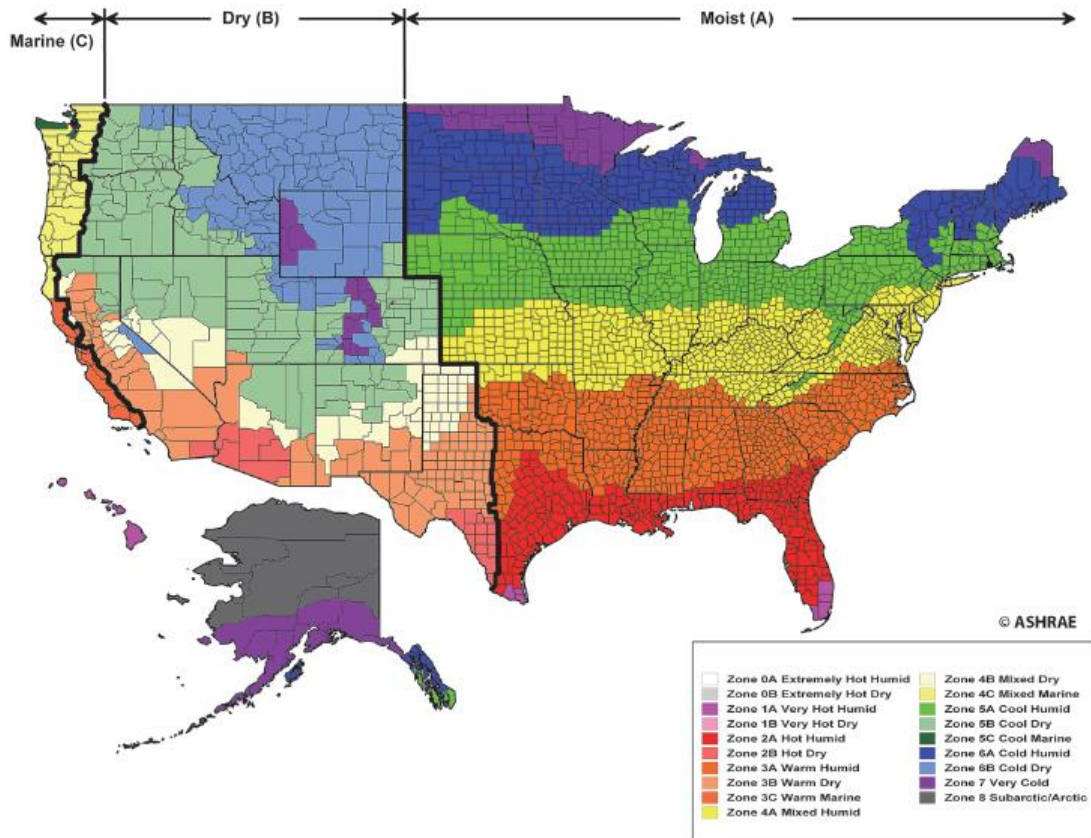 Marine (C)
Dry (B)
Moist (A)
© ASHRAE
Zone 0A Extremely Hot Humid
Zone 0B Extremely Hot Dry
Zone 1A Very Hot Humid
Zone 1B Very Hot Dry
Zone 2A Hot Humid
Zone 2B Hot Dry
Zone 3A Warm Humid
Zone 3B Warm Dry
Zone 3C Warm Marine
Zone 4A Mixed Humid
Zone 4B Mixed Dry
Zone 4C Mixed Marine
Zone 5A Cool Humid
Zone 5B Cool Dry
Zone 5C Cool Marine
Zone 6A Cold Humid
Zone 6B Cold Dry
Zone 7 Very Cold
Zone 8 Subarctic/Arctic